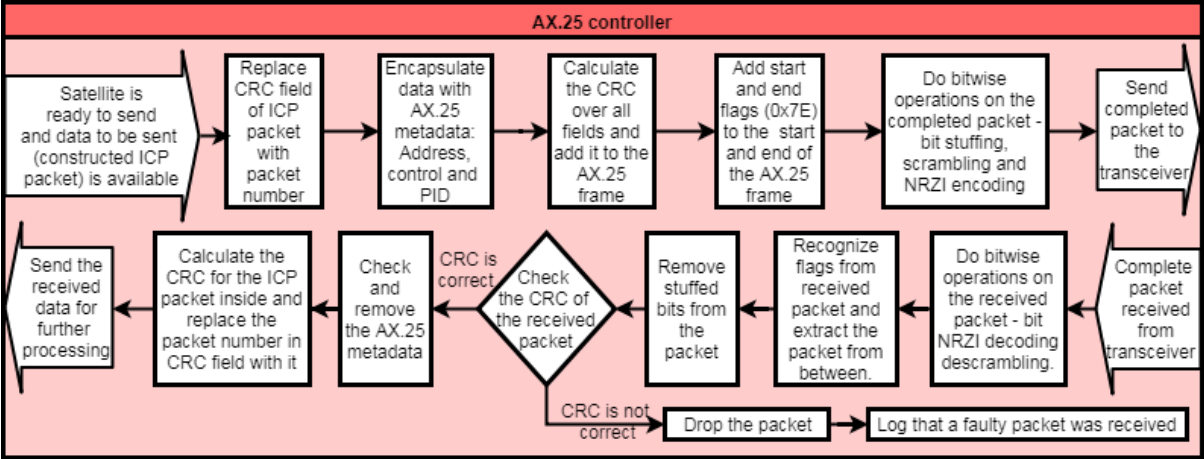 AX.25 controller
Satellite is
ready to send
and data to be sent
(constructed ICP
packet) is available
Replace
CRC field
of ICP
packet
with
packet
number
Encapsulate
data with
AX.25
metadata:
Address,
control and
PID
Calculate
the CRC
over all
fields and
add it to the
AX.25
frame
Add start
and end
flags (0x7E)
to the start
and end of
the AX.25
frame
Do bitwise
operations on the
completed packet -
bit stuffing,
scrambling and
NRZI encoding
Send
completed
packet to
the
transceiver
Complete
packet
received
from
transceiver
Do bitwise
operations on
the received
packet - bit
NRZI decoding
descrambling.
Recognize
flags from
received
packet and
extract the
packet from
between.
Remove
stuffed
bits from
the
packet
Check
the CRC of
the received
packet
CRC is
correct
Check
and
remove
the AX.25
metadata
Calculate the
CRC for the ICP
packet inside and
replace the
packet number in
CRC field with it
Send the
received
data for
further
processing
CRC is not
correct
Drop the packet
Log that a faulty packet was received